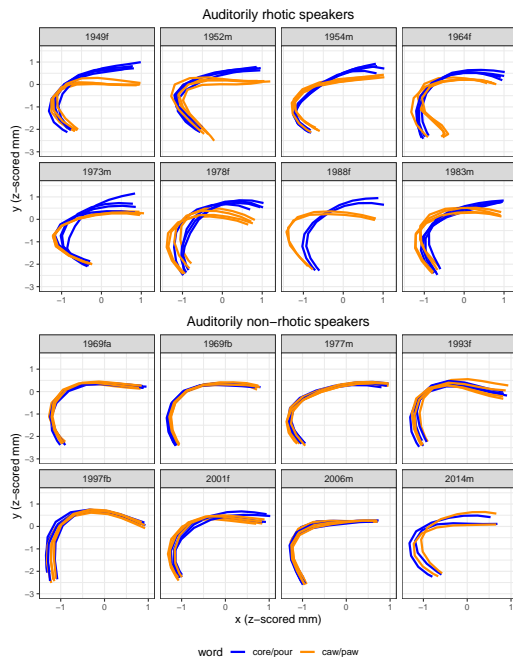 Auditorily rhotic speakers
1949f 1952m 1954m 1964f
1
0
−1
−2
−3
1973m 1978f 1988f 1983m
1
0
−1
−2
−3
y (z−scored mm)
−1 0 1 −1 0 1 −1 0 1 −1 0 1
Auditorily non−rhotic speakers
1969fa 1969fb 1977m 1993f
1
0
−1
−2
−3
1997fb 2001f 2006m 2014m
1
0
−1
−2
−3
y (z−scored mm)
−1 0 1 −1 0 1 −1 0 1 −1 0 1
x (z−scored mm)
word core/pour caw/paw